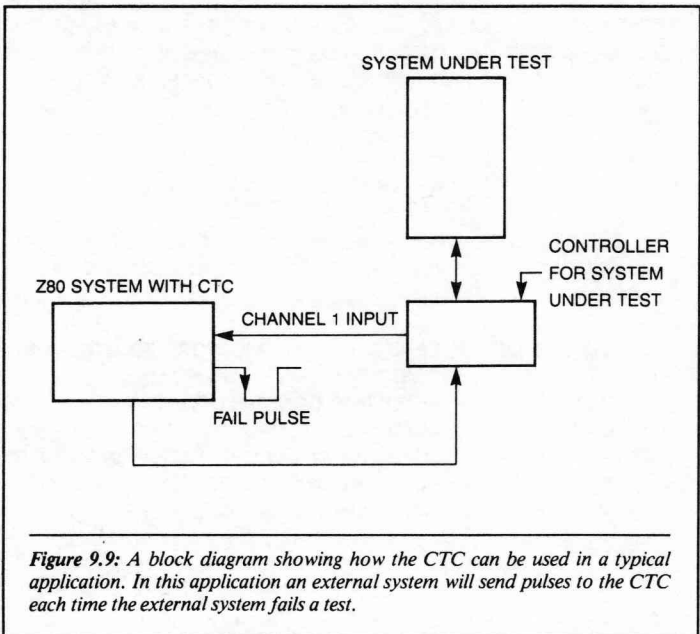 SYSTEM UNDER TEST
CONTROLLER
FOR SYSTEM
UNDER TEST
Z80 SYSTEM WITH CTC
CHANNEL 1 INPUT
FAIL PULSE
Figure 9.9: A block diagram showing how the CTC can be used in a typical
application. In this application an external system will send pulses to the CTC
each time the external system fails a test.